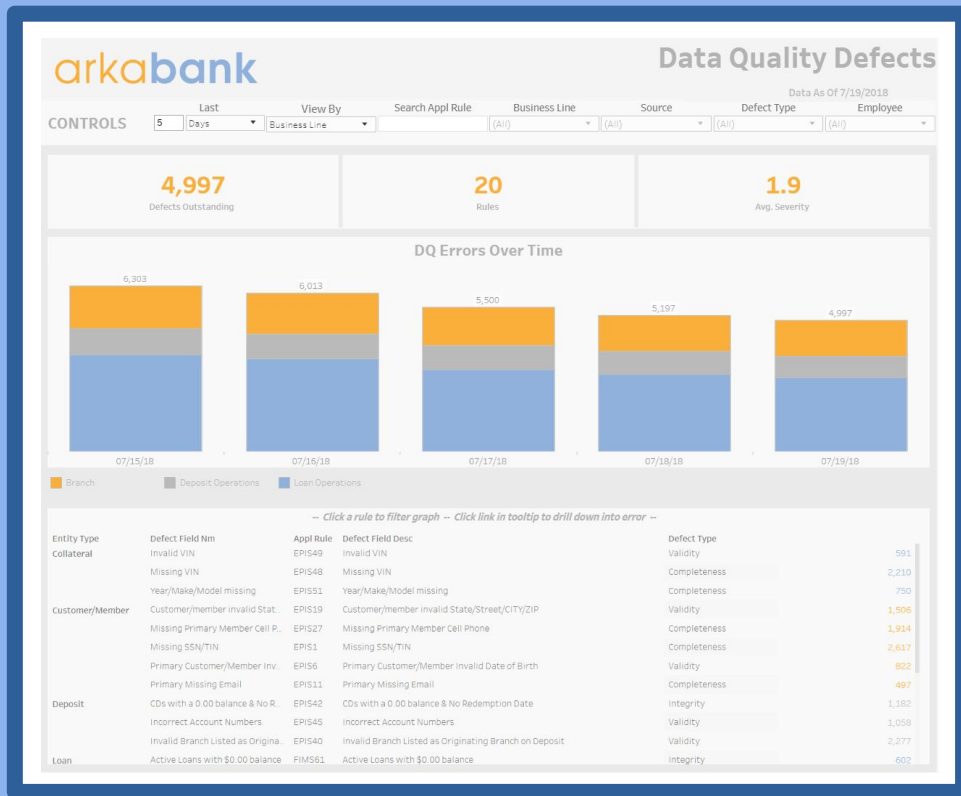 arkabank
Data Quality Defects
Data As Of 7/19/2018
CONTROLS
Last View By Search Appl Rule Business Line Source Defect Type Employee
5 Days Business Line (All) (All) (All) (All)
4,997 20 1.9
Defects Outstanding Rules Avg. Severity
DQ Errors Over Time
6,303 6,013 5,500 5,197 4,997
07/15/18 07/16/18 07/17/18 07/18/18 07/19/18
Branch Deposit Operations Loan Operations
-- Click a rule to filter graph -- Click link in tooltip to drill down into error --
Entity Type Defect Field Nm Appl Rule Defect Field Desc Defect Type
Collateral Invalid VIN EPIS49 Invalid VIN Validity 591
Missing VIN EPIS48 Missing VIN Completeness 2,210
Year/Make/Model missing EPIS51 Year/Make/Model missing Completeness 750
Customer/Member Customer/member invalid Stat.. EPIS19 Customer/member invalid State/Street/CITY/ZIP Validity 1,506
Missing Primary Member Cell P.. EPIS27 Missing Primary Member Cell Phone Completeness 1,914
Missing SSN/TIN EPIS1 Missing SSN/TIN Completeness 2,617
Primary Customer/Member Inv.. EPIS6 Primary Customer/Member Invalid Date of Birth Validity 822
Primary Missing Email EPIS11 Primary Missing Email Completeness 497
Deposit CDs with a 0.00 balance & No R.. EPIS42 CDs with a 0.00 balance & No Redemption Date Integrity 1,182
Incorrect Account Numbers EPIS45 Incorrect Account Numbers Validity 1,058
Invalid Branch Listed as Origina.. EPIS40 Invalid Branch Listed as Originating Branch on Deposit Validity 2,277
Loan Active Loans with $0.00 balance FIMS61 Active Loans with $0.00 balance Integrity 602